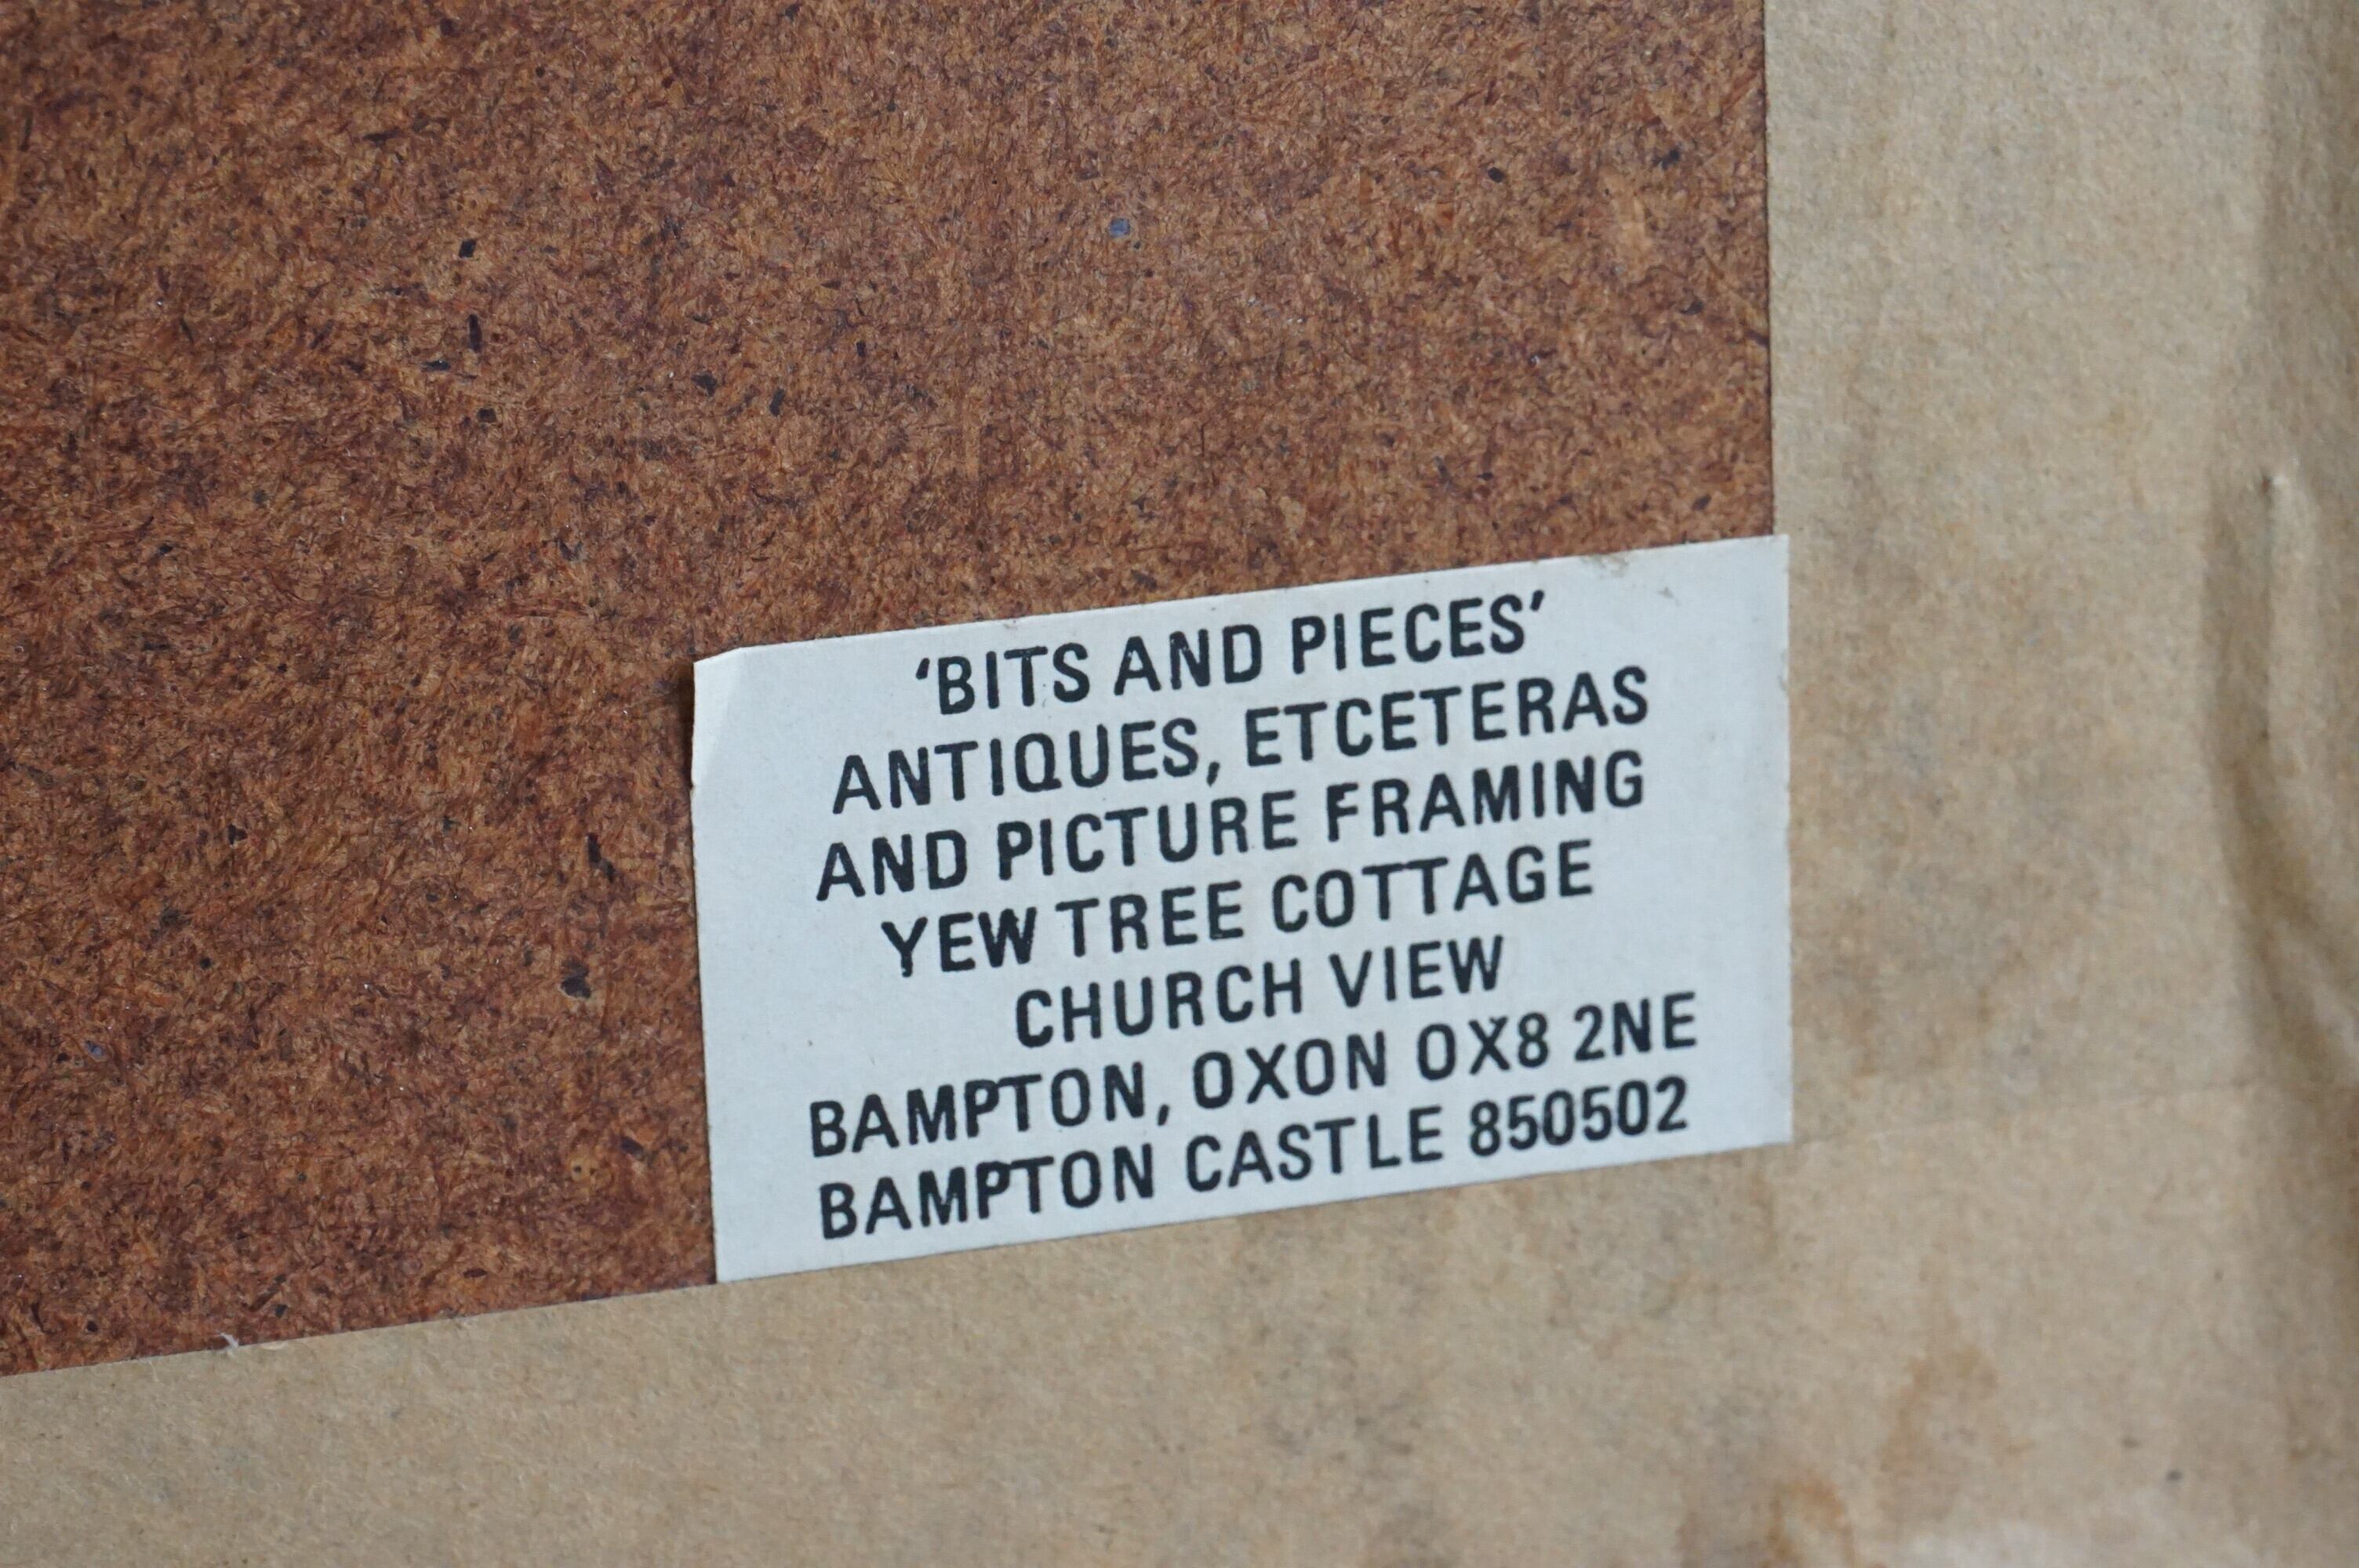 ‘BITS AND PIECES’
ANTIQUES, ETCETERAS
AND PICTURE FRAMING
YEW TREE COTTAGE
CHURCH VIEW
BAMPTON, OXON OX8 2NE
BAMPTON CASTLE 850502